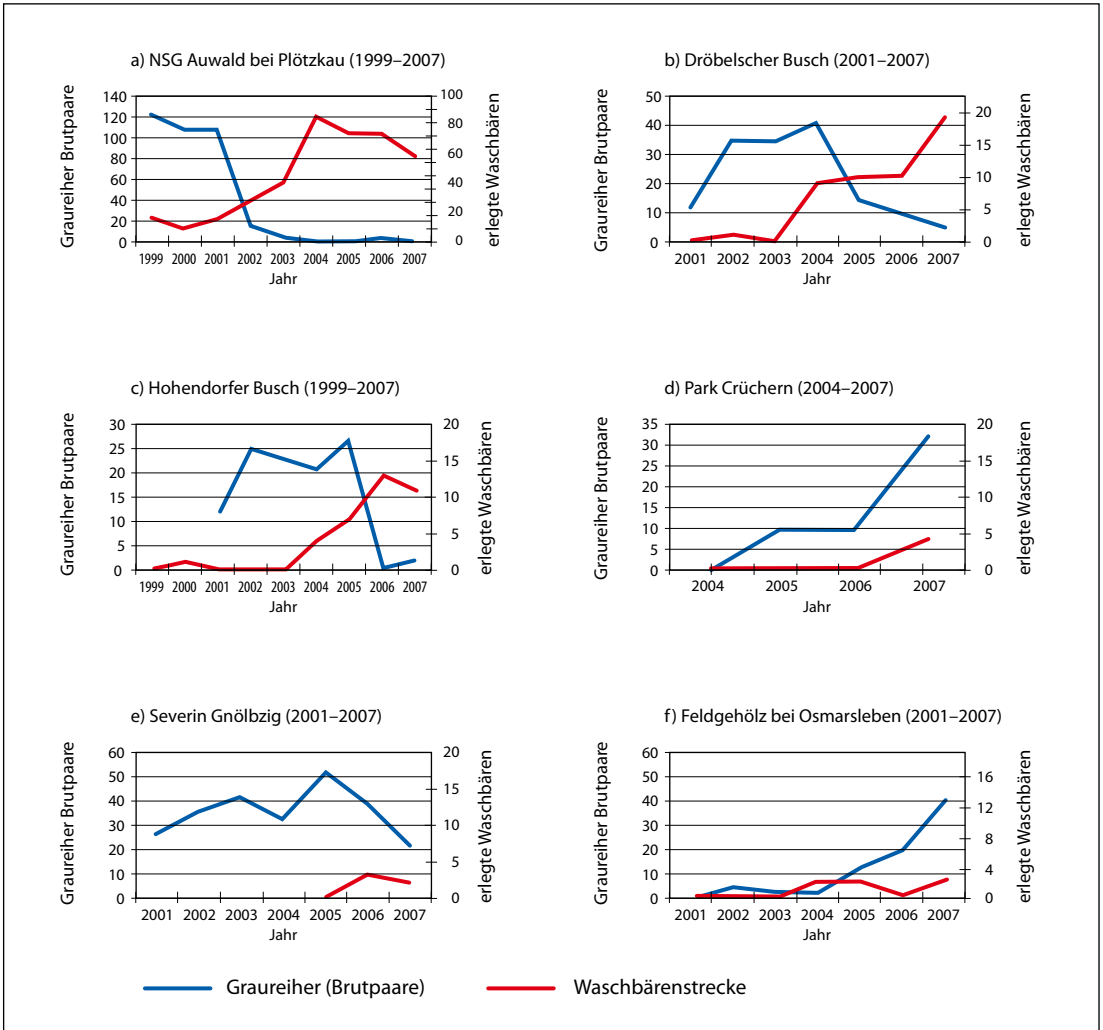 a) NSG Auwald bei Plötzkau (1999–2007)
Graureiher Brutpaare
140
120
100
80
60
40
20
0
100
80
60
40
20
0
erlegte Waschbären
1999 2000 2001 2002 2003 2004 2005 2006 2007
Jahr
b) Dröbelscher Busch (2001–2007)
Graureiher Brutpaare
50
40
30
20
10
0
20
15
10
5
0
erlegte Waschbären
2001 2002 2003 2004 2005 2006 2007
Jahr
c) Hohendorfer Busch (1999–2007)
Graureiher Brutpaare
30
25
20
15
10
5
0
20
15
10
5
0
erlegte Waschbären
1999 2000 2001 2002 2003 2004 2005 2006 2007
Jahr
d) Park Crüchern (2004–2007)
Graureiher Brutpaare
35
30
25
20
15
10
5
0
20
15
10
5
0
erlegte Waschbären
2004 2005 2006 2007
Jahr
e) Severin Gnölbzig (2001–2007)
Graureiher Brutpaare
60
50
40
30
20
10
0
20
15
10
5
0
erlegte Waschbären
2001 2002 2003 2004 2005 2006 2007
Jahr
f) Feldgehölz bei Osmarsleben (2001–2007)
Graureiher Brutpaare
60
50
40
30
20
10
0
16
12
8
4
0
erlegte Waschbären
2001 2002 2003 2004 2005 2006 2007
Jahr
Graureiher (Brutpaare) Waschbärenstrecke